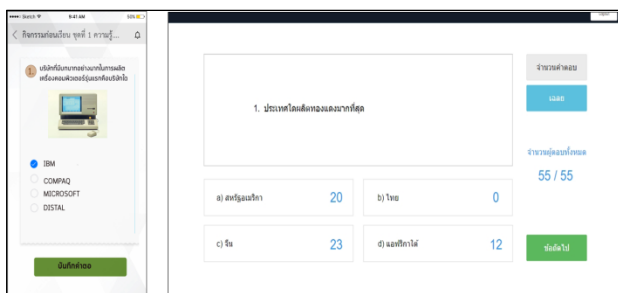 Sketch
9:41 AM
50%
กิจกรรมก่อนเรียน ชุดที่ 1 ความรู้...
1.
บริษัทที่มีบทบาทอย่างมากในการผลิต
เครื่องคอมพิวเตอร์รุ่นแรกคือบริษัทใด
IBM
COMPAQ
MICROSOFT
DISTAL
บันทึกคำตอ
1. ประเทศใดผลิตทองแดงมากที่สุด
a) สหรัฐอเมริกา
20
b) ไทย
0
c) จีน
23
d) แอฟริกาใต้
12
จำนวนคำตอบ
เฉลย
จำนวนผู้ตอบทั้งหมด
55 / 55
ข้อถัดไป